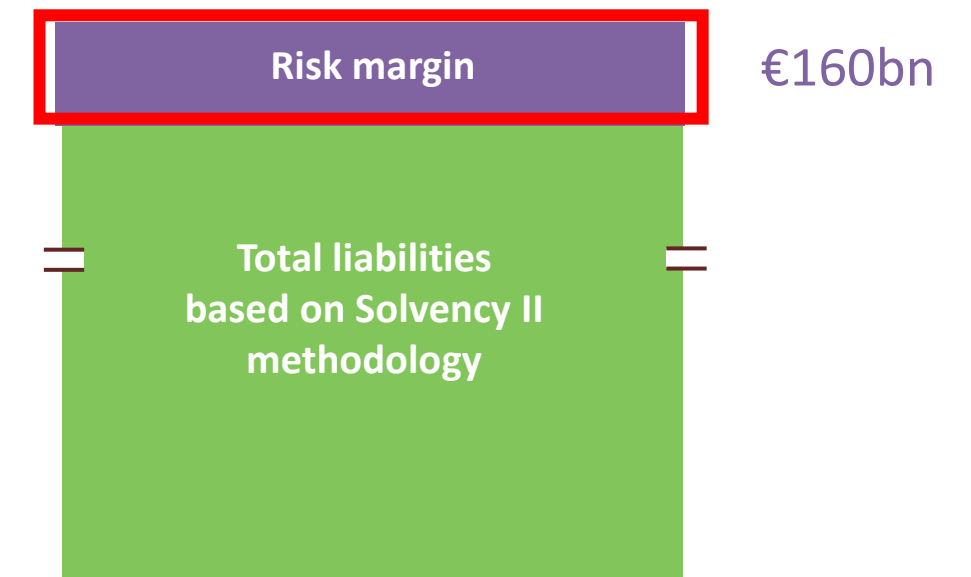 Risk margin
€160bn
Total liabilities
based on Solvency II
methodology